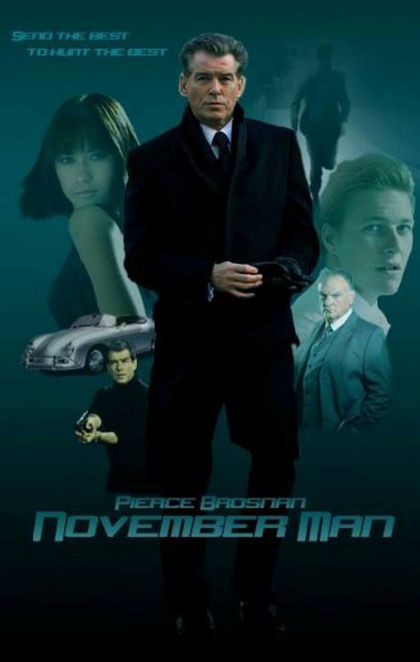 Send the best
to hunt the best
Pierce Brosnan
November Man